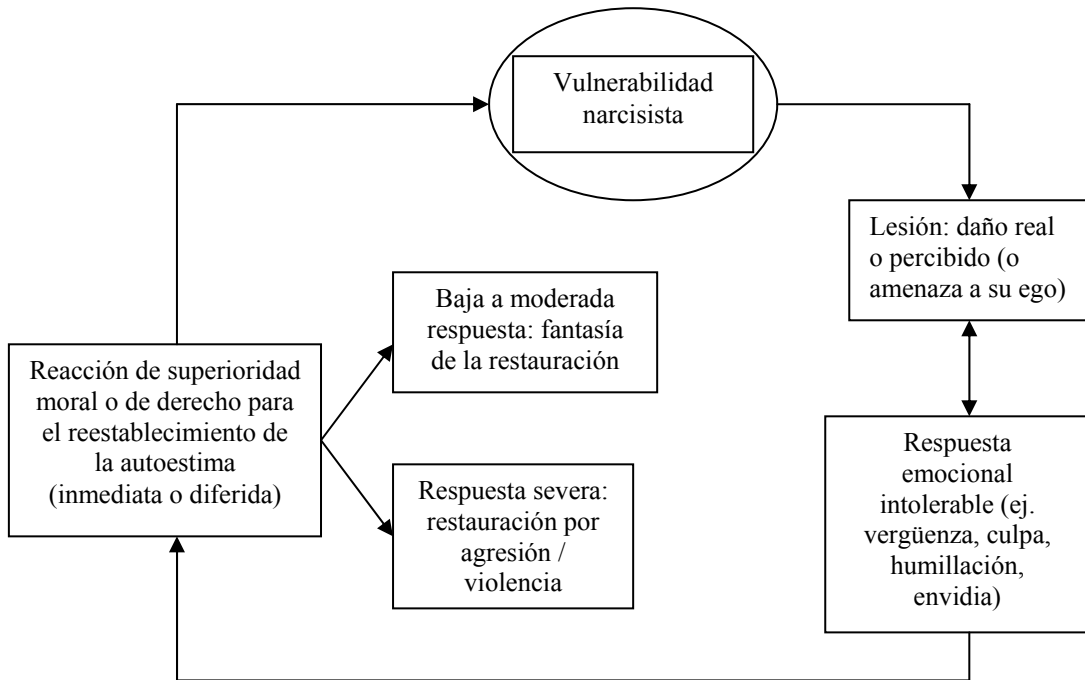 Vulnerabilidad
narcisista
Lesión: daño real
o percibido (o
amenaza a su ego)
Baja a moderada
respuesta: fantasía
de la restauración
Reacción de superioridad
moral o de derecho para
el reestablecimiento de
la autoestima
(inmediata o diferida)
Respuesta severa:
restauración por
agresión /
violencia
Respuesta
emocional
intolerable (ej.
vergüenza, culpa,
humillación,
envidia)